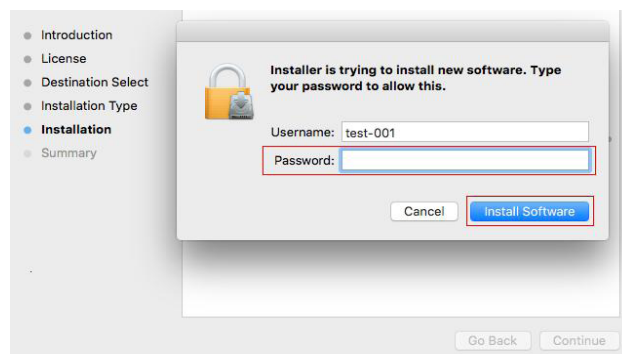 Introduction
License
Destination Select
Installation Type
Installation
Summary
Installer is trying to install new software. Type
your password to allow this.
Username: test-001
Password:
Cancel
Install Software
Go Back
Continue